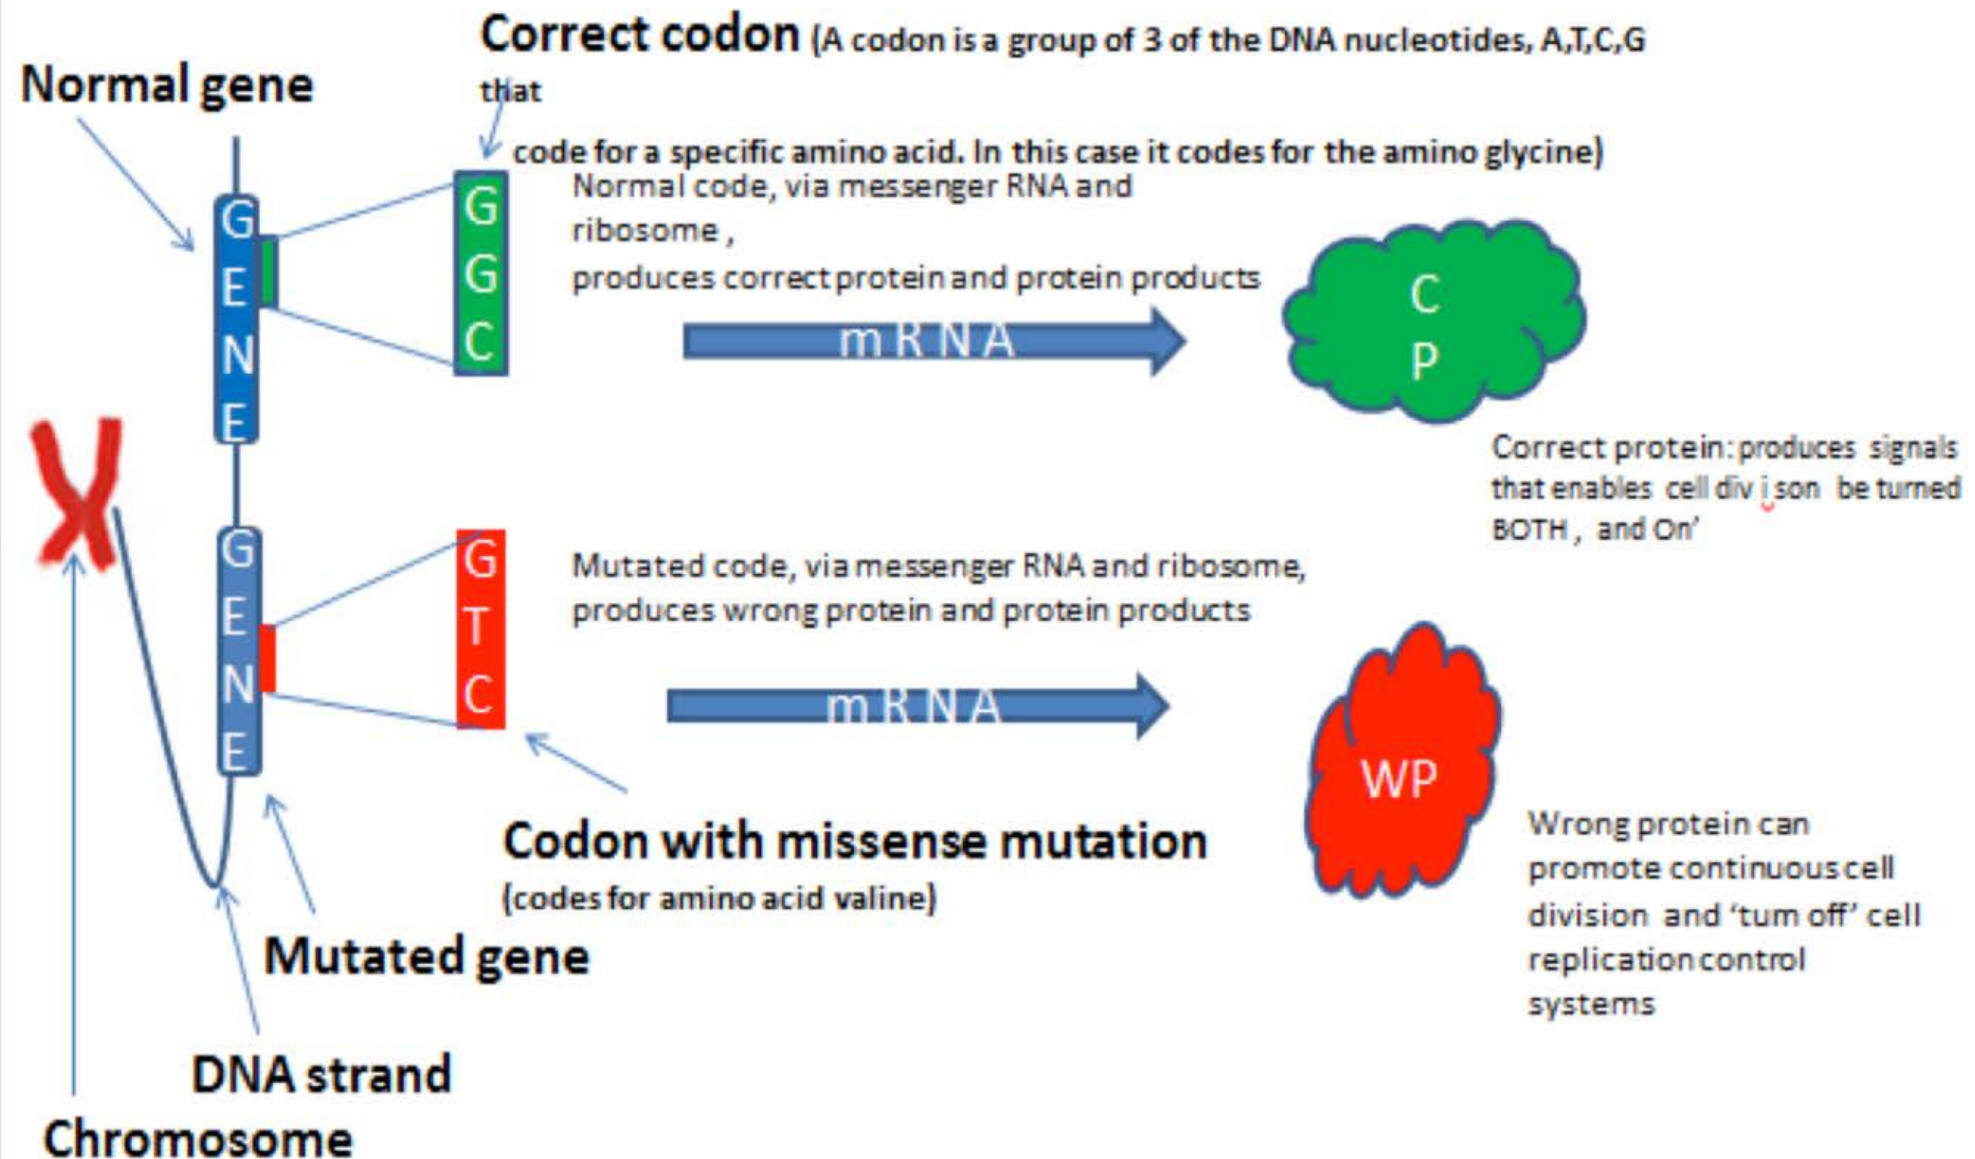 Correct codon (A codon is a group of 3 of the DNA nucleotides, A,T,C,G
that
code for a specific amino acid. In this case it codes for the amino glycine)
Normal gene
G
E
N
E
G
G
C
Normal code, via messenger RNA and
ribosome ,
produces correct protein and protein products
m R N A
C
P
Correct protein: produces signals
that enables cell div i son be turned
BOTH , and On’
G
E
N
E
G
T
C
Mutated code, via messenger RNA and ribosome,
produces wrong protein and protein products
m R N A
WP
Wrong protein can
promote continuous cell
division and ‘tum off’ cell
replication control
systems
Codon with missense mutation
(codes for amino acid valine)
Mutated gene
DNA strand
Chromosome